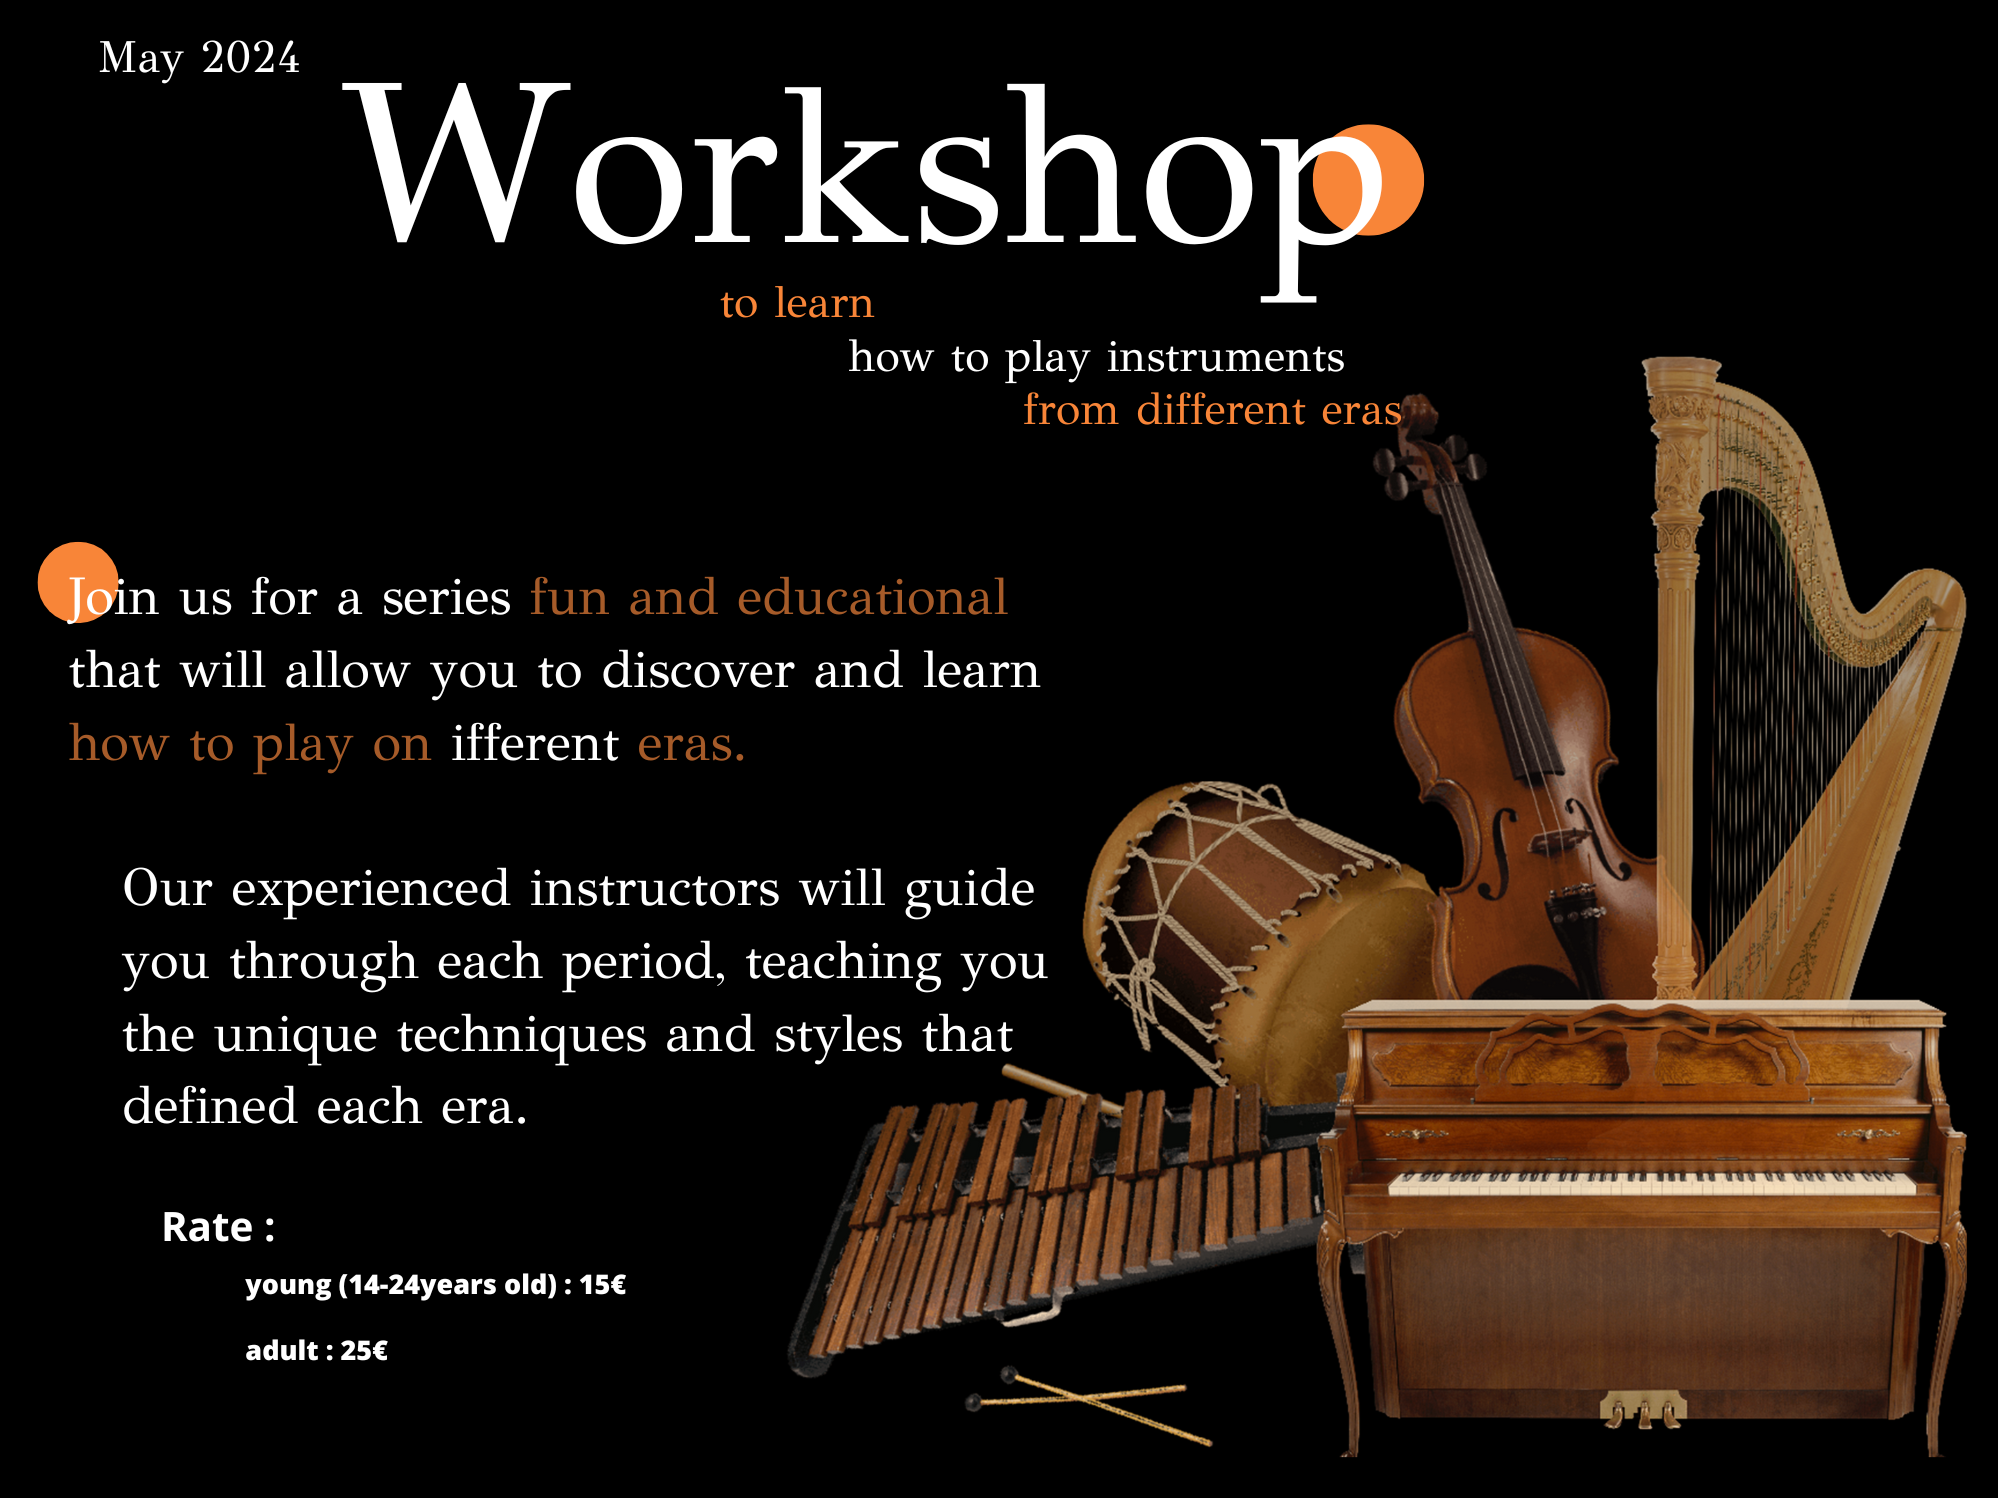 May 2024
Workshop
to learn
how to play instruments
from different eras
Join us for a series fun and educational
that will allow you to discover and learn
how to play on ifferent eras.
Our experienced instructors will guide
you through each period, teaching you
the unique techniques and styles that
defined each era.
Rate :
young (14-24years old) : 15€
adult : 25€